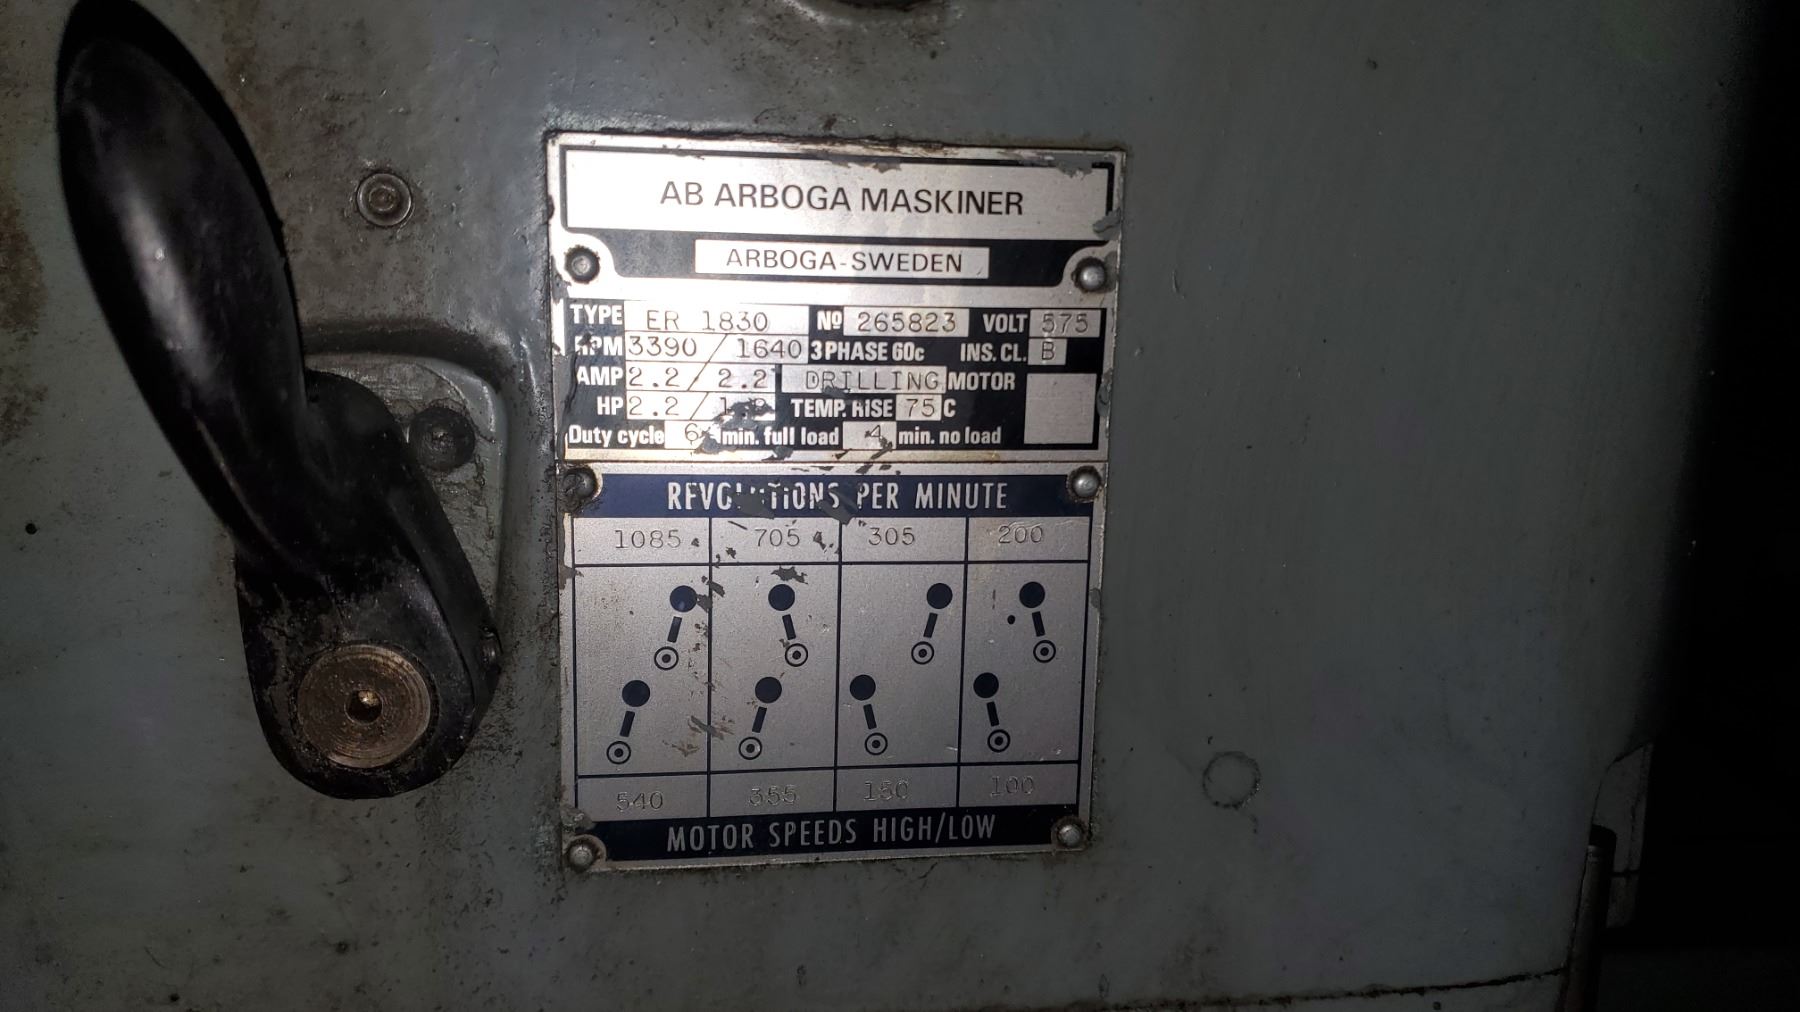 AB ARBOGA MASKINER
ARBOGA-SWEDEN
TYPE ER 1830 Nº 265823 VOLT 575
RPM 3390 / 1640 3 PHASE 60c INS. CL. B
AMP 2.2 / 2.2 DRILLING MOTOR
HP 2.2 / TEMP. RISE 75 C
Duty cycle 6 min. full load 4 min. no load
REVOLUTIONS PER MINUTE
1085 705 305 200
540 355 150 100
MOTOR SPEEDS HIGH/LOW